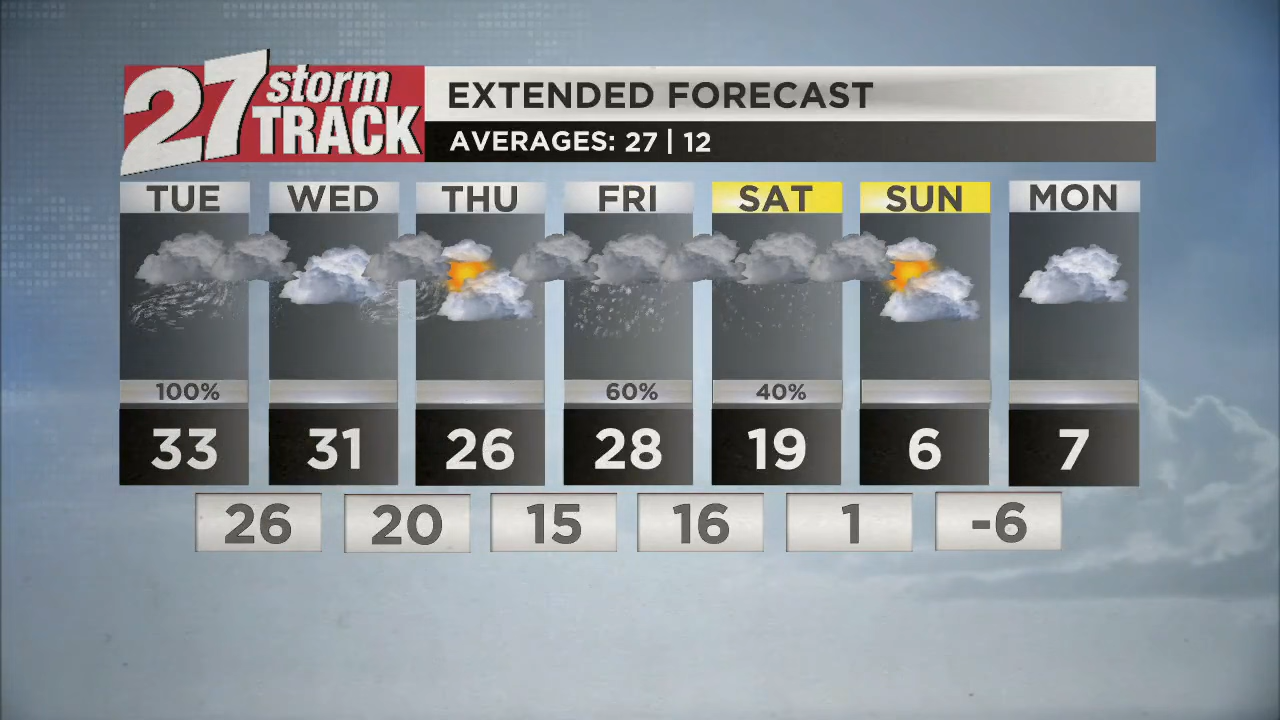 27 storm TRACK
EXTENDED FORECAST
AVERAGES: 27 | 12
TUE WED THU FRI SAT SUN MON
100% 60% 40%
33 31 26 28 19 6 7
26 20 15 16 1 -6